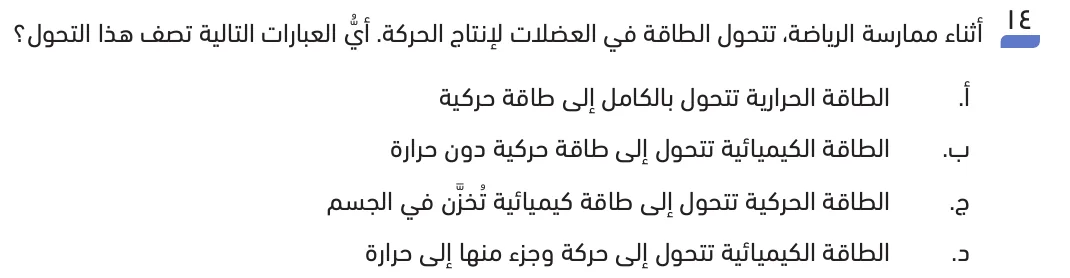 ١٤ أثناء ممارسة الرياضة، تتحول الطاقة في العضلات لإنتاج الحركة. أيُّ العبارات التالية تصف هذا التحول؟
أ. الطاقة الحرارية تتحول بالكامل إلى طاقة حركية
ب. الطاقة الكيميائية تتحول إلى طاقة حركية دون حرارة
ج. الطاقة الحركية تتحول إلى طاقة كيميائية تُخزَّن في الجسم
د. الطاقة الكيميائية تتحول إلى حركة وجزء منها إلى حرارة